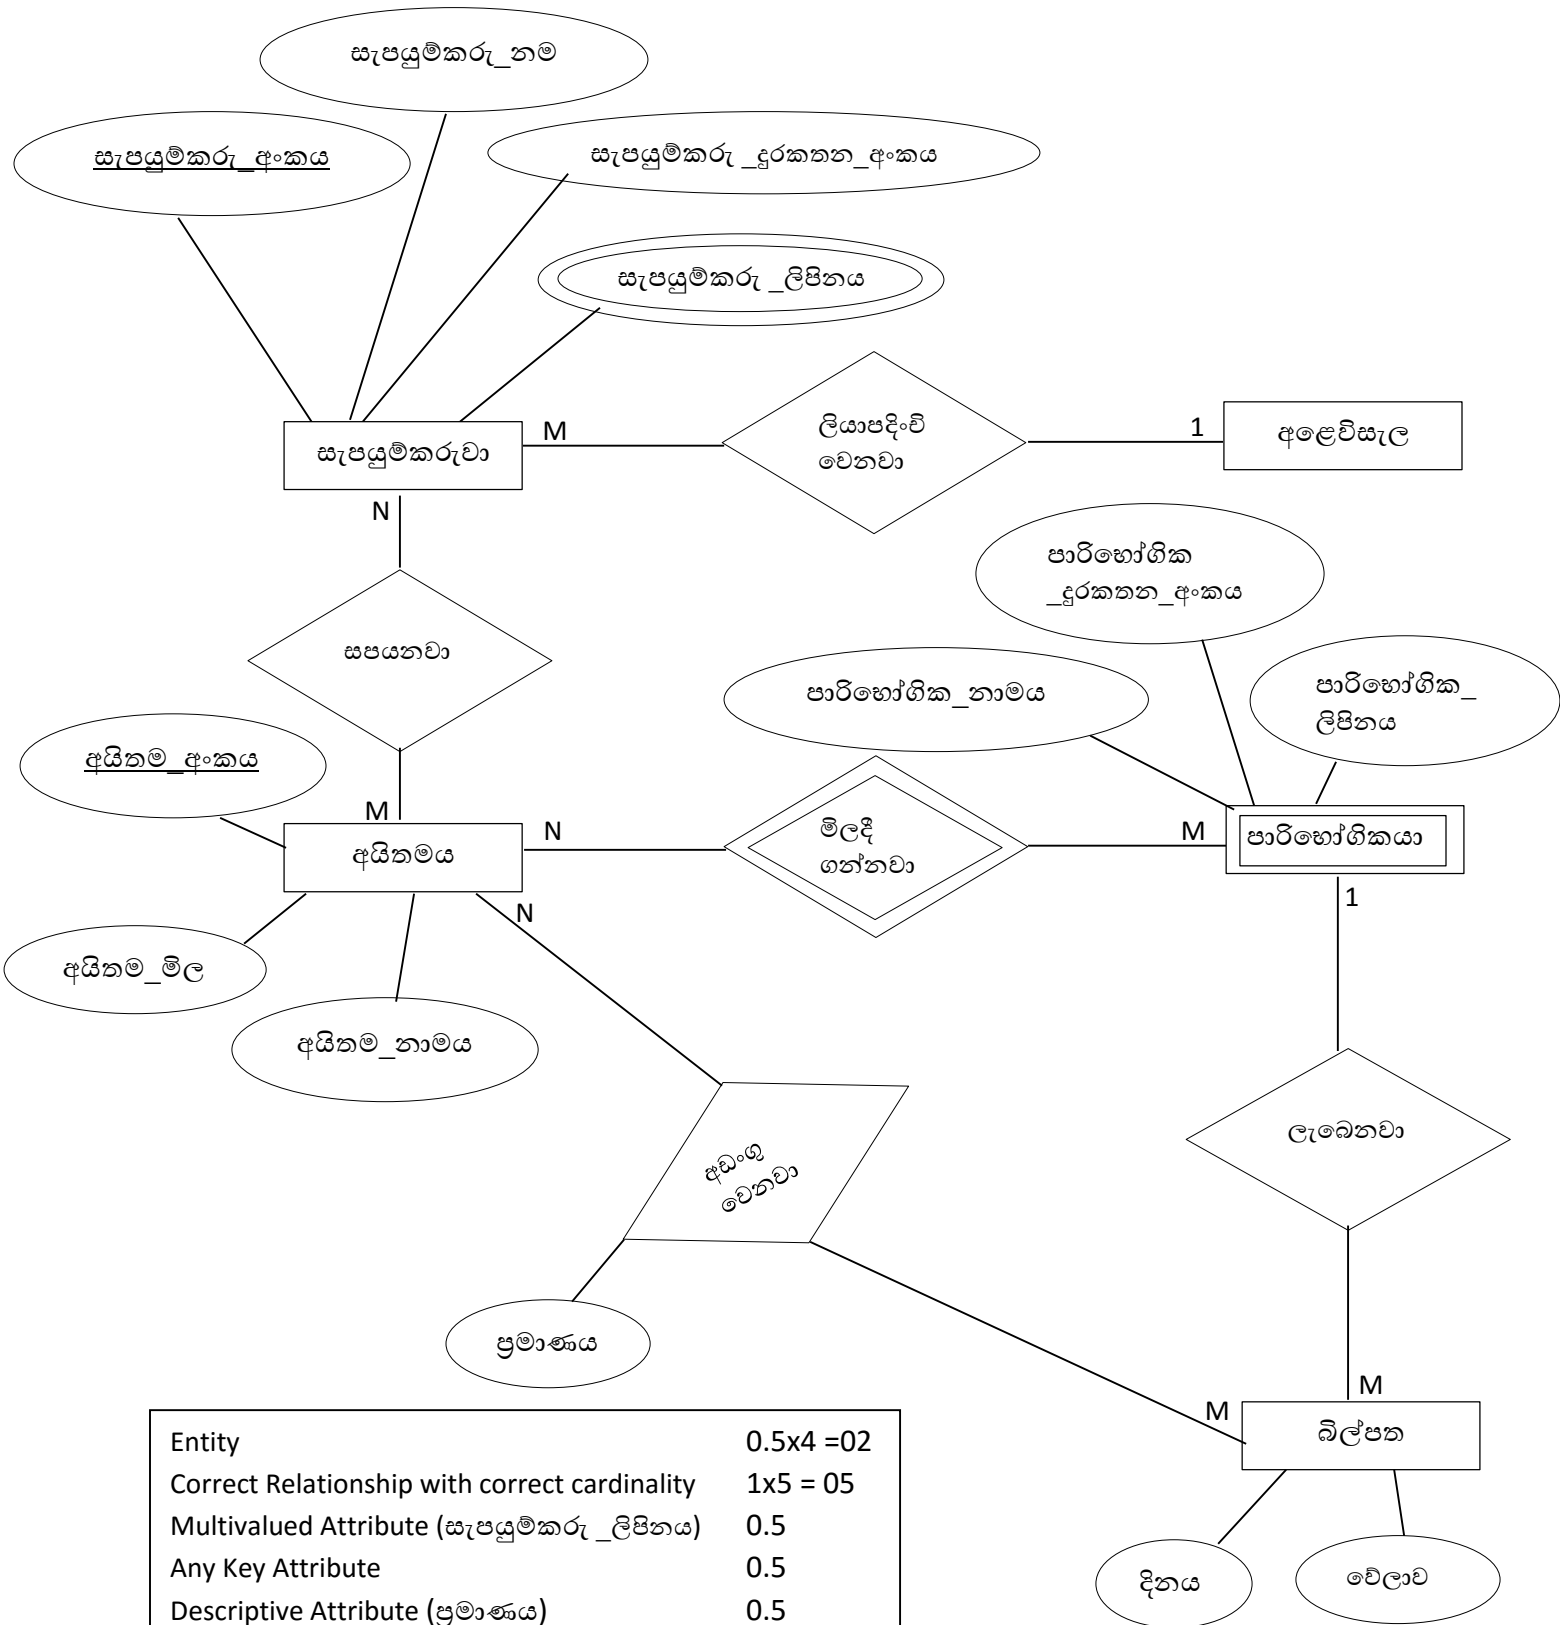 සැපයුම්කරු_නම
සැපයුම්කරු_අංකය
සැපයුම්කරු _දුරකතන_අංකය
සැපයුම්කරු _ලිපිනය
සැපයුම්කරුවා
M
ලියාපදිංචි
වෙනවා
1
අළෙවිසැල
N
සපයනවා
පාරිභෝගික
_දුරකතන_අංකය
පාරිභෝගික_නාමය
පාරිභෝගික_
ලිපිනය
අයිතම_අංකය
M
අයිතමය
N
මිලදී
ගන්නවා
M
පාරිභෝගිකයා
1
N
අයිතම_මිල
අයිතම_නාමය
අඩංගු
වෙනවා
ලැබෙනවා
ප්‍රමාණය
M
M
බිල්පත
දිනය
වේලාව
Entity 0.5x4 =02
Correct Relationship with correct cardinality 1x5 = 05
Multivalued Attribute (සැපයුම්කරු _ලිපිනය) 0.5
Any Key Attribute 0.5
Descriptive Attribute (ප්‍රමාණය) 0.5